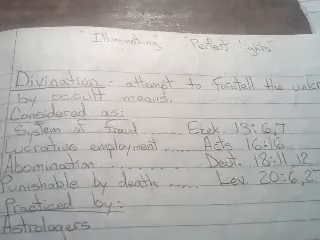 "Illuminating" "Perfect Lights"
Divination - attempt to foretell the unkn
by occult means.
Considered as:
System of fraud ..... Ezek. 13:6,7
Lucrative employment ..... Acts 16:16
Abomination ..... Deut. 18:11 12
Punishable by death ..... Lev. 20:6,27
Practiced by:
Astrologers